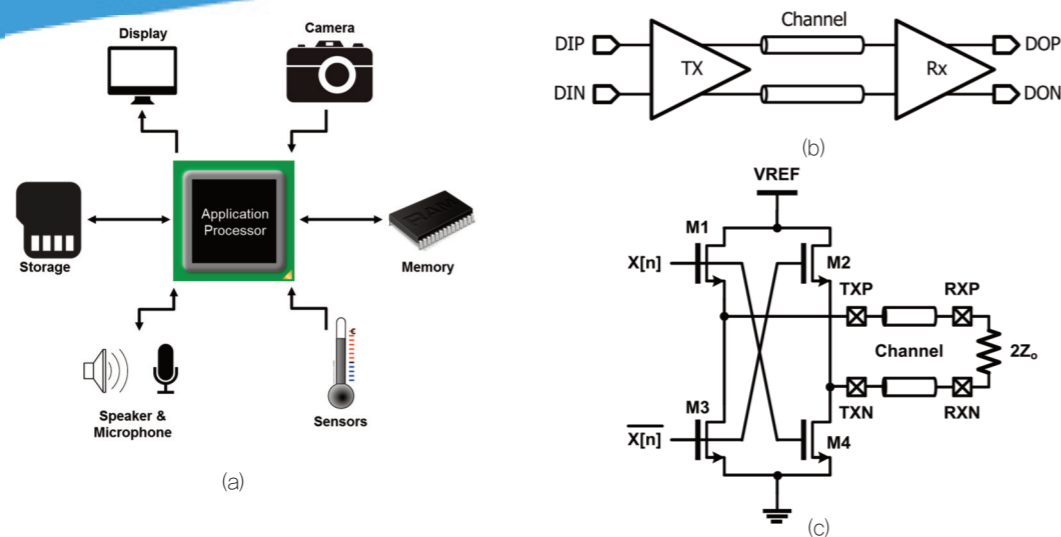 Display
Camera
Application
Processor
Storage
RAM
Memory
Speaker &
Microphone
Sensors
(a)
Channel
DIP
TX
Rx
DOP
DIN
DON
(b)
VREF
M1
X[n]
M2
TXP
RXP
Channel
2Zₒ
M3
TXN
RXN
X̅[̅n̅]̅
M4
(c)